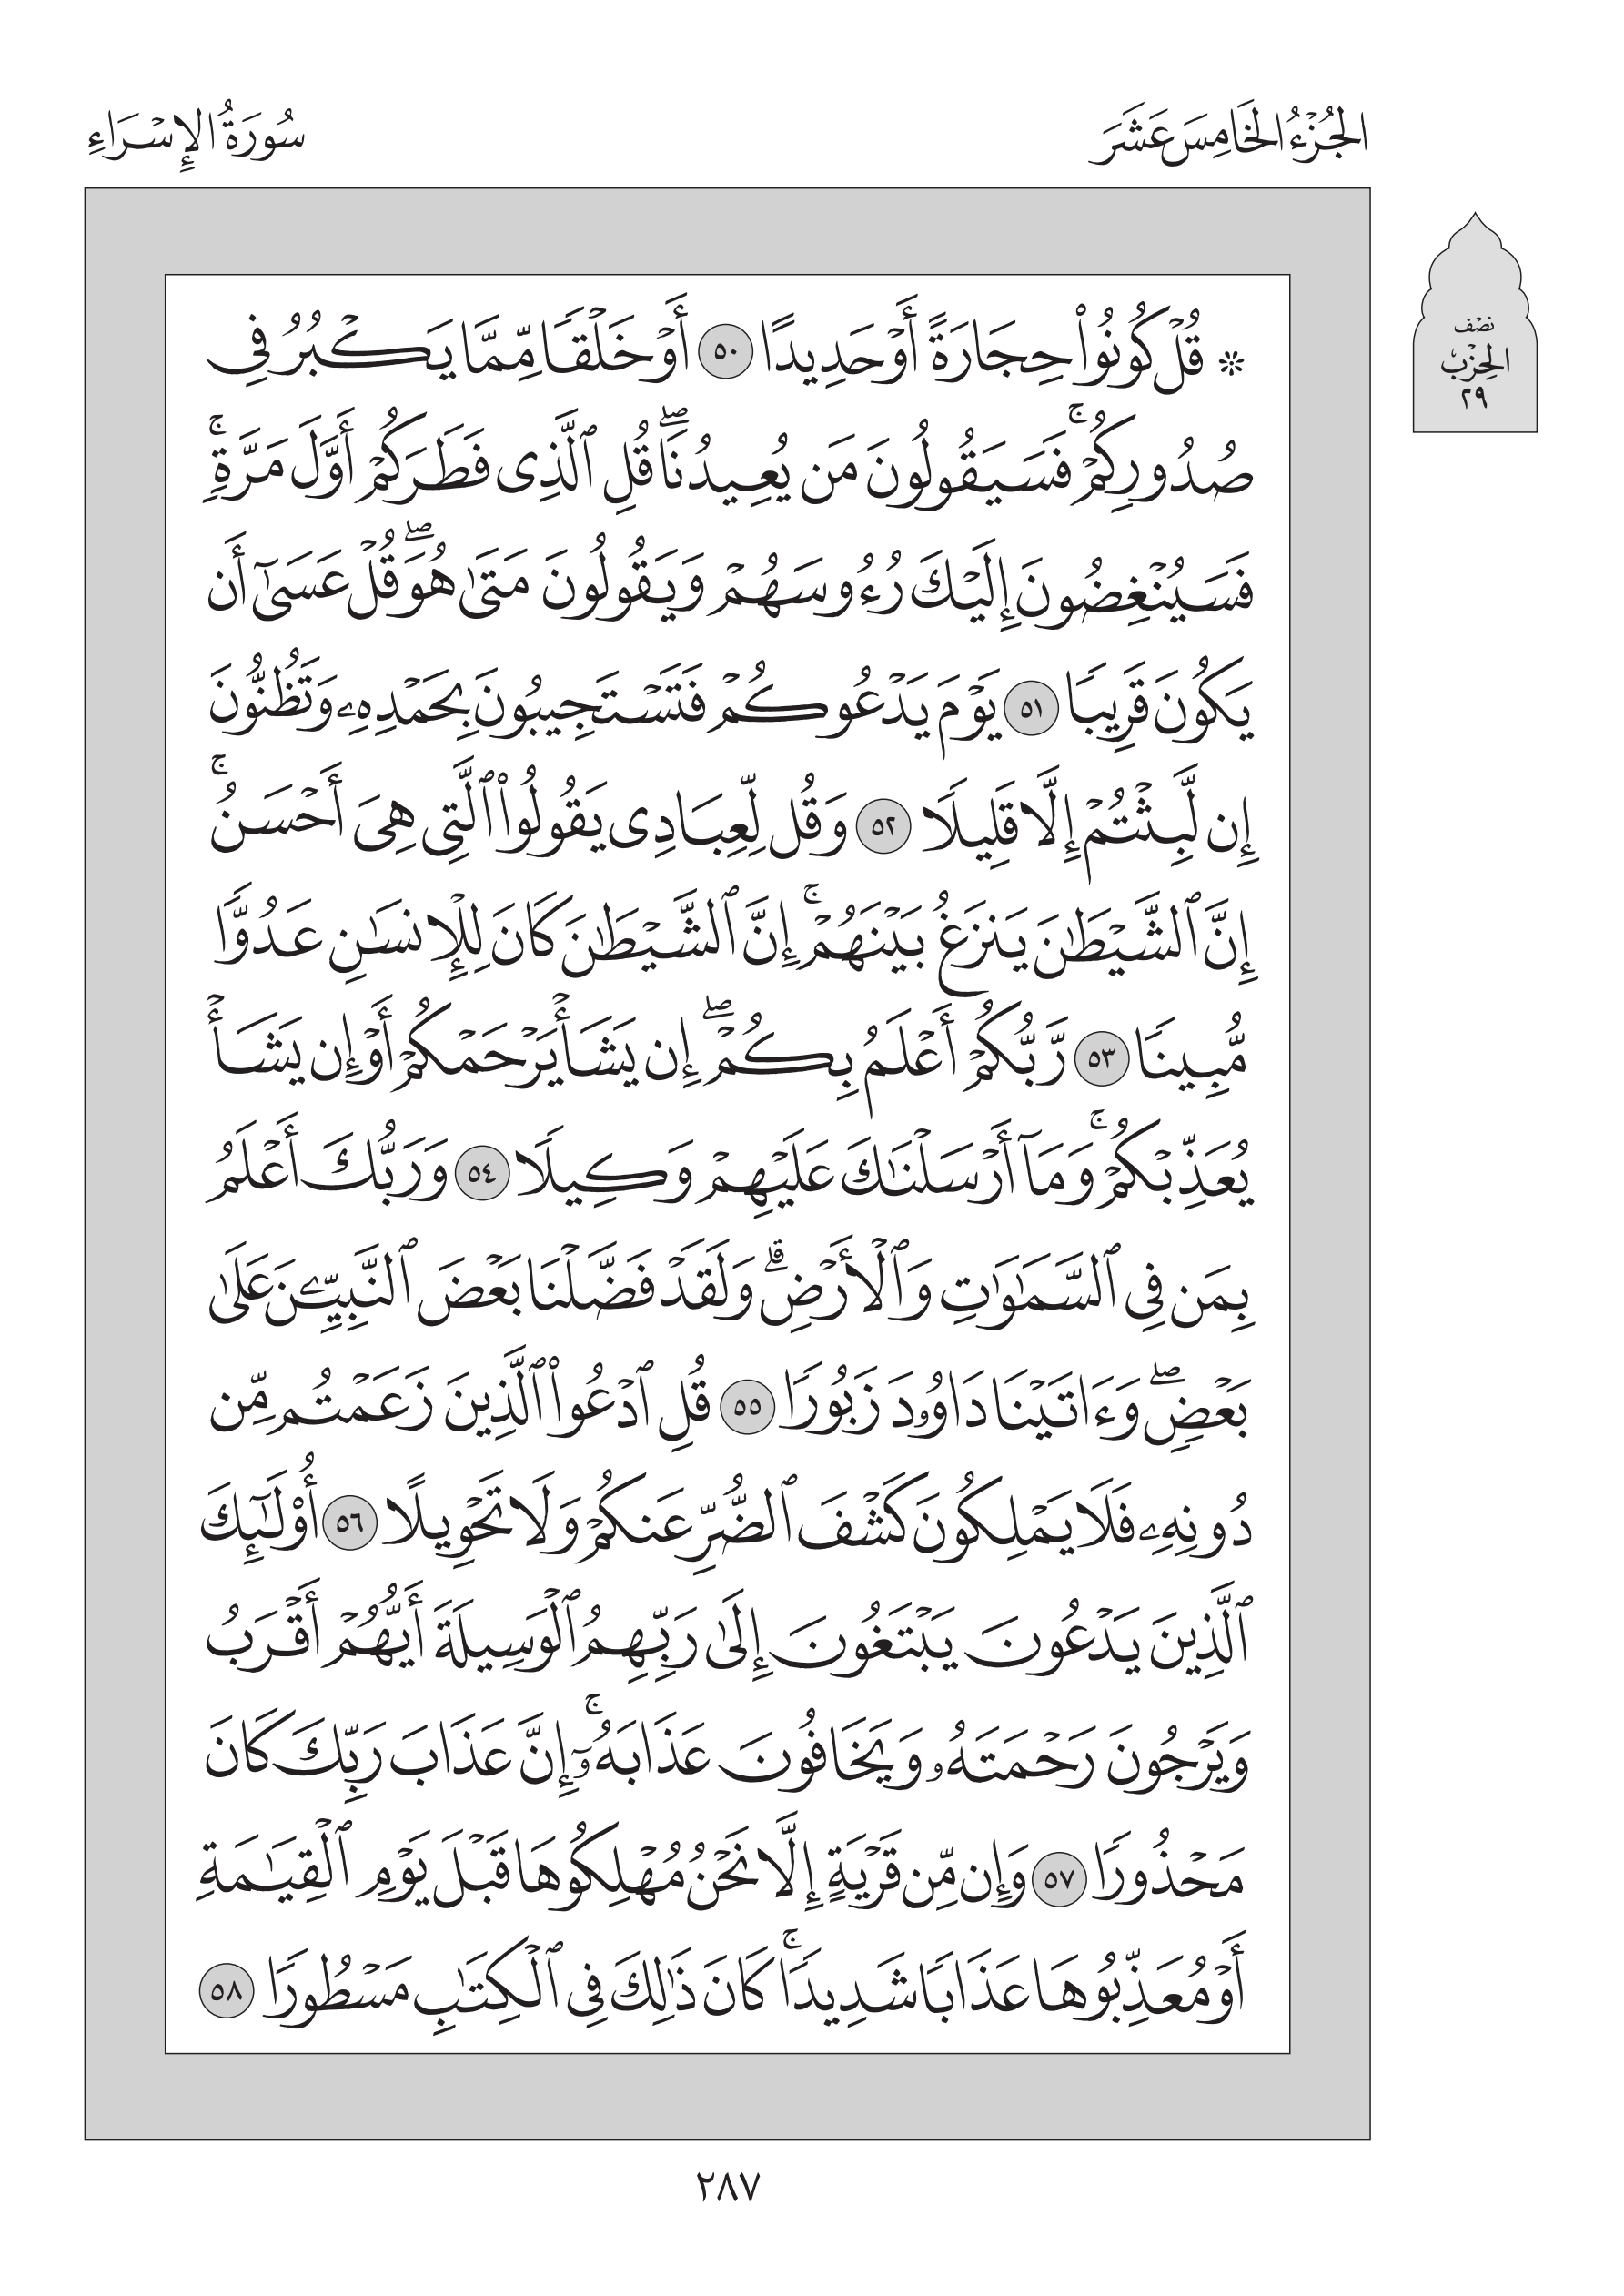 الجُزْءُ الخَامِسَ عَشَرَ
سُورَةُ الإِسْرَاءِ
نصف
الحزب
٢٩
* قُلۡ كُونُواْ حِجَارَةً أَوۡ حَدِيدًا ٥٠ أَوۡ خَلۡقٗا مِّمَّا يَكۡبُرُ فِي
صُدُورِكُمۡۚ فَسَيَقُولُونَ مَن يُعِيدُنَاۖ قُلِ ٱلَّذِي فَطَرَكُمۡ أَوَّلَ مَرَّةٖۚ
فَسَيُنۡغِضُونَ إِلَيۡكَ رُءُوسَهُمۡ وَيَقُولُونَ مَتَىٰ هُوَۖ قُلۡ عَسَىٰٓ أَن
يَكُونَ قَرِيبٗا ٥١ يَوۡمَ يَدۡعُوكُمۡ فَتَسۡتَجِيبُونَ بِحَمۡدِهِۦ وَتَظُنُّونَ
إِن لَّبِثۡتُمۡ إِلَّا قَلِيلٗا ٥٢ وَقُل لِّعِبَادِي يَقُولُواْ ٱلَّتِي هِيَ أَحۡسَنُۚ
إِنَّ ٱلشَّيۡطَٰنَ يَنزَغُ بَيۡنَهُمۡۚ إِنَّ ٱلشَّيۡطَٰنَ كَانَ لِلۡإِنسَٰنِ عَدُوّٗا
مُّبِينٗا ٥٣ رَّبُّكُمۡ أَعۡلَمُ بِكُمۡۖ إِن يَشَأۡ يَرۡحَمۡكُمۡ أَوۡ إِن يَشَأۡ
يُعَذِّبۡكُمۡۚ وَمَآ أَرۡسَلۡنَٰكَ عَلَيۡهِمۡ وَكِيلٗا ٥٤ وَرَبُّكَ أَعۡلَمُ
بِمَن فِي ٱلسَّمَٰوَٰتِ وَٱلۡأَرۡضِۗ وَلَقَدۡ فَضَّلۡنَا بَعۡضَ ٱلنَّبِيِّـۧنَ عَلَىٰ
بَعۡضٖۖ وَءَاتَيۡنَا دَاوُۥدَ زَبُورٗا ٥٥ قُلِ ٱدۡعُواْ ٱلَّذِينَ زَعَمۡتُم مِّن
دُونِهِۦ فَلَا يَمۡلِكُونَ كَشۡفَ ٱلضُّرِّ عَنكُمۡ وَلَا تَحۡوِيلًا ٥٦ أُوْلَٰٓئِكَ
ٱلَّذِينَ يَدۡعُونَ يَبۡتَغُونَ إِلَىٰ رَبِّهِمُ ٱلۡوَسِيلَةَ أَيُّهُمۡ أَقۡرَبُ
وَيَرۡجُونَ رَحۡمَتَهُۥ وَيَخَافُونَ عَذَابَهُۥٓۚ إِنَّ عَذَابَ رَبِّكَ كَانَ
مَحۡذُورٗا ٥٧ وَإِن مِّن قَرۡيَةٍ إِلَّا نَحۡنُ مُهۡلِكُوهَا قَبۡلَ يَوۡمِ ٱلۡقِيَٰمَةِ
أَوۡ مُعَذِّبُوهَا عَذَابٗا شَدِيدٗاۚ كَانَ ذَٰلِكَ فِي ٱلۡكِتَٰبِ مَسۡطُورٗا ٥٨
٢٨٧